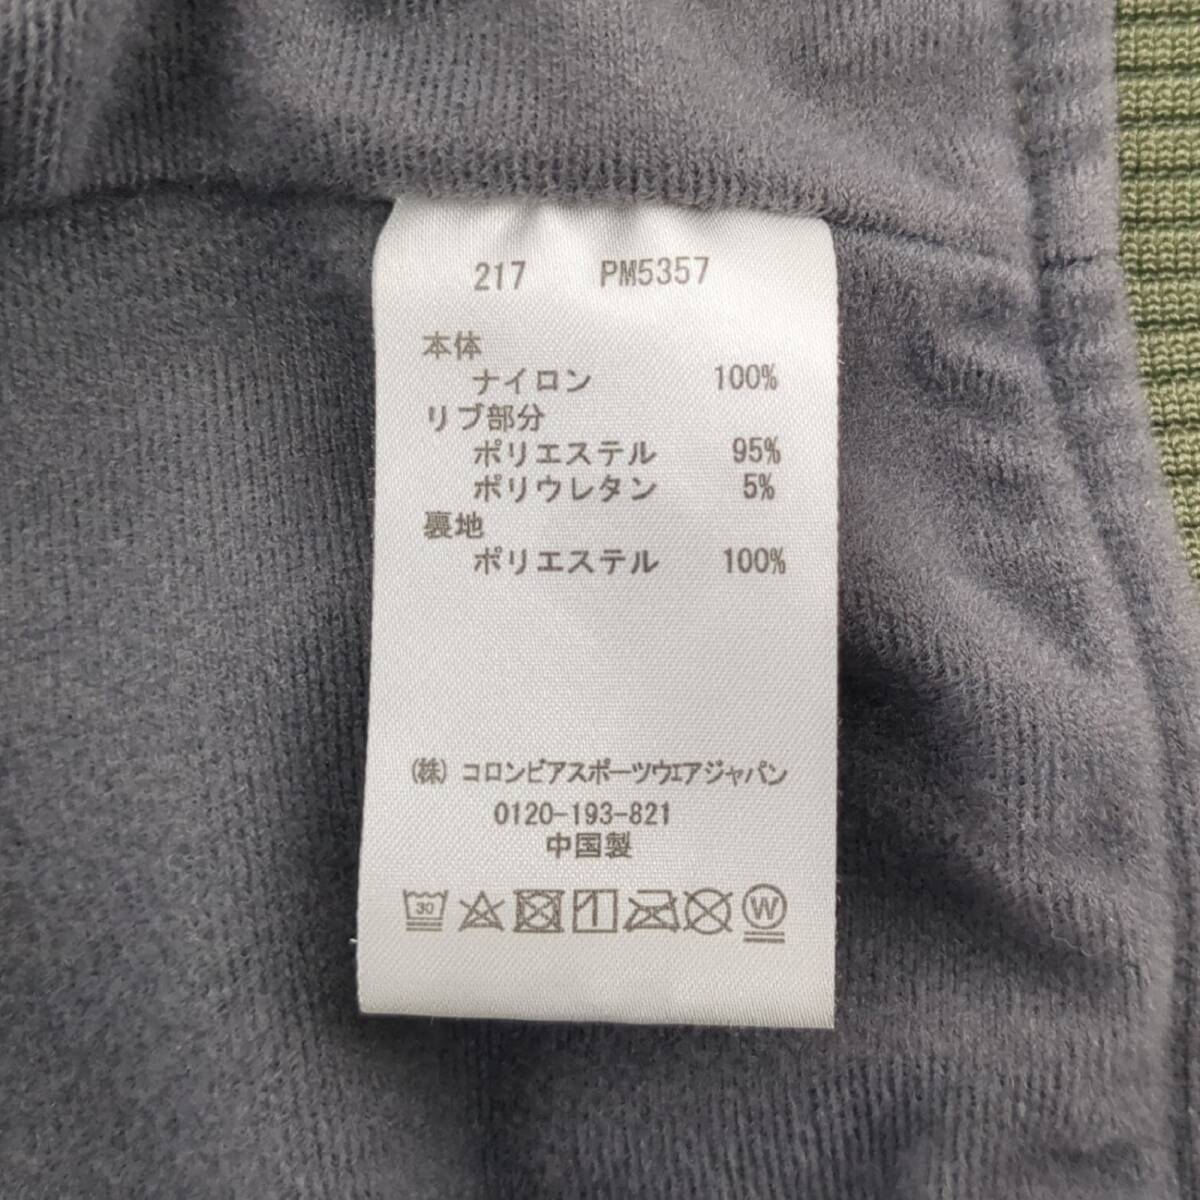 217 PM5357
本体
ナイロン 100%
リブ部分
ポリエステル 95%
ポリウレタン 5%
裏地
ポリエステル 100%
(株) コロンビアスポーツウェアジャパン
0120-193-821
中国製
30 W